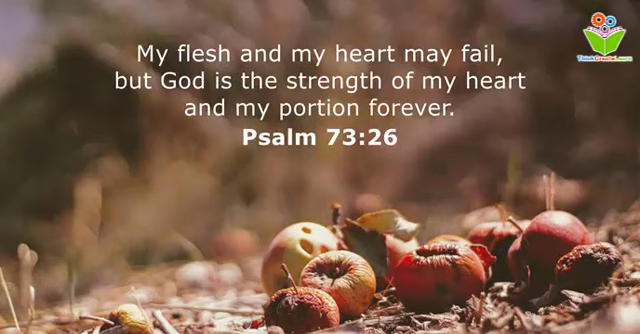 My flesh and my heart may fail,
but God is the strength of my heart
and my portion forever.
Psalm 73:26